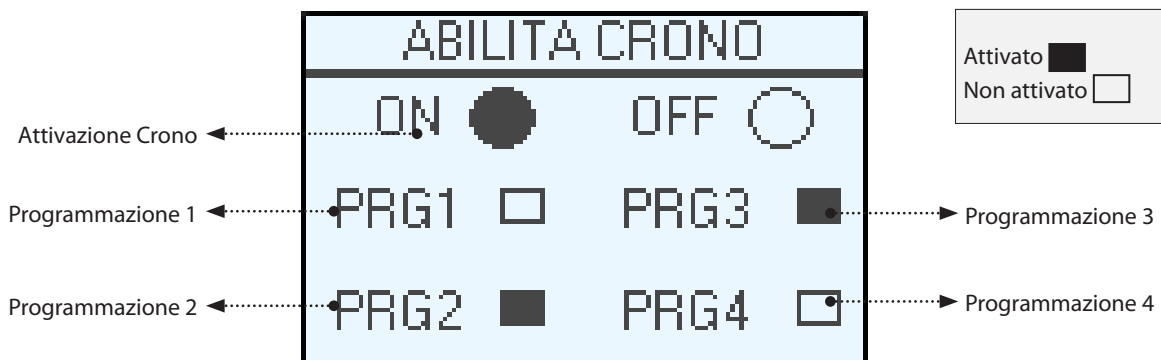 ABILITA CRONO
Attivato
Non attivato
ON OFF
Attivazione Crono
PRG1 PRG3
Programmazione 1
Programmazione 3
PRG2 PRG4
Programmazione 2
Programmazione 4